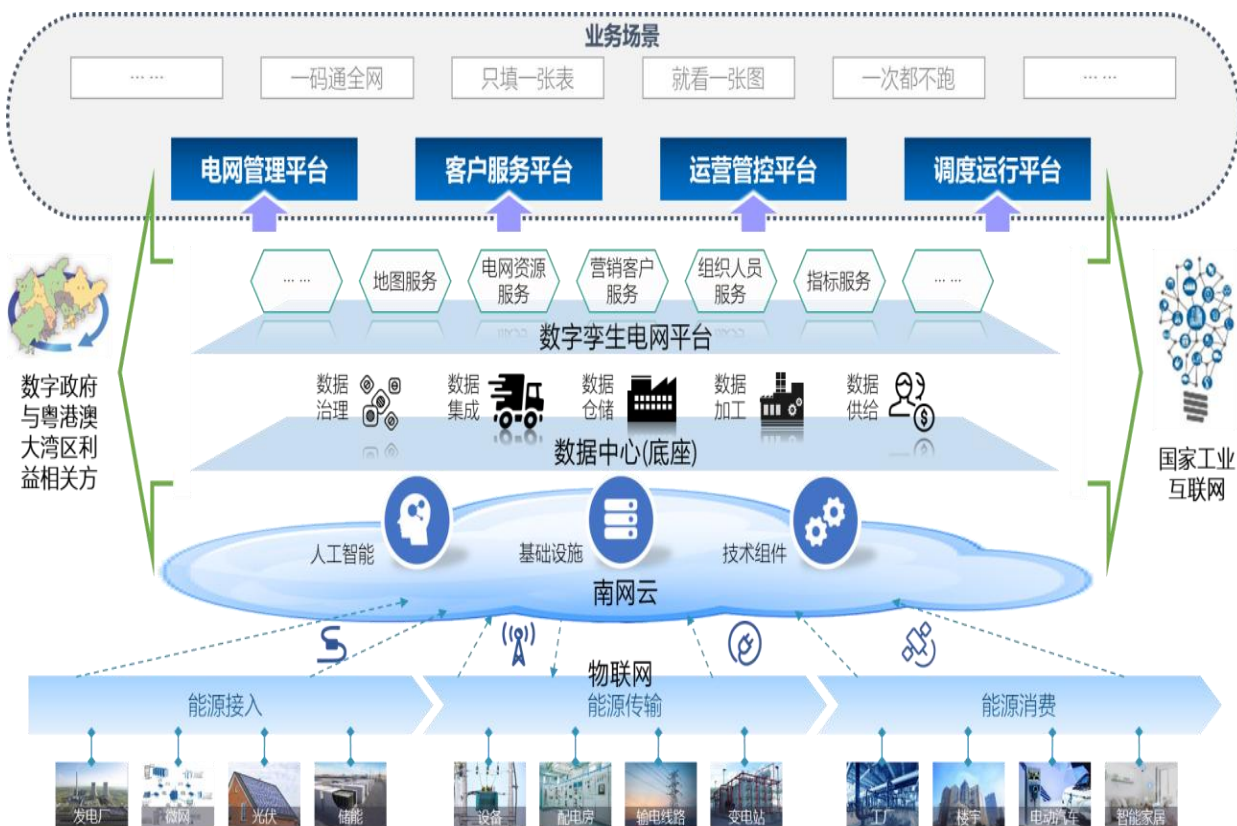 业务场景
... ...
一码通全网
只填一张表
就看一张图
一次都不跑
... ...
电网管理平台
客户服务平台
运营管控平台
调度运行平台
... ...
地图服务
电网资源
服务
营销客户
服务
组织人员
服务
指标服务
... ...
数字孪生电网平台
数据
治理
数据
集成
数据
仓储
数据
加工
数据
供给
数据中心(底座)
数字政府
与粤港澳
大湾区利
益相关方
国家工业
互联网
人工智能
基础设施
技术组件
南网云
物联网
能源接入
能源传输
能源消费
发电厂
微网
光伏
储能
设备
配电房
输电线路
变电站
工厂
楼宇
电动汽车
智能家居